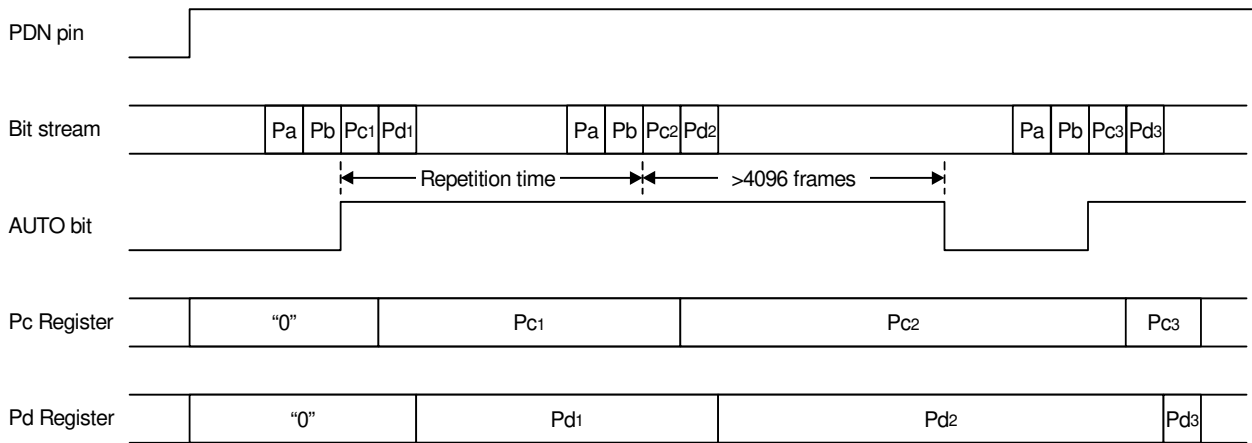 PDN pin
Bit stream Pa Pb Pc1 Pd1 Pa Pb Pc2 Pd2 Pa Pb Pc3 Pd3
Repetition time >4096 frames
AUTO bit
Pc Register “0” Pc1 Pc2 Pc3
Pd Register “0” Pd1 Pd2 Pd3